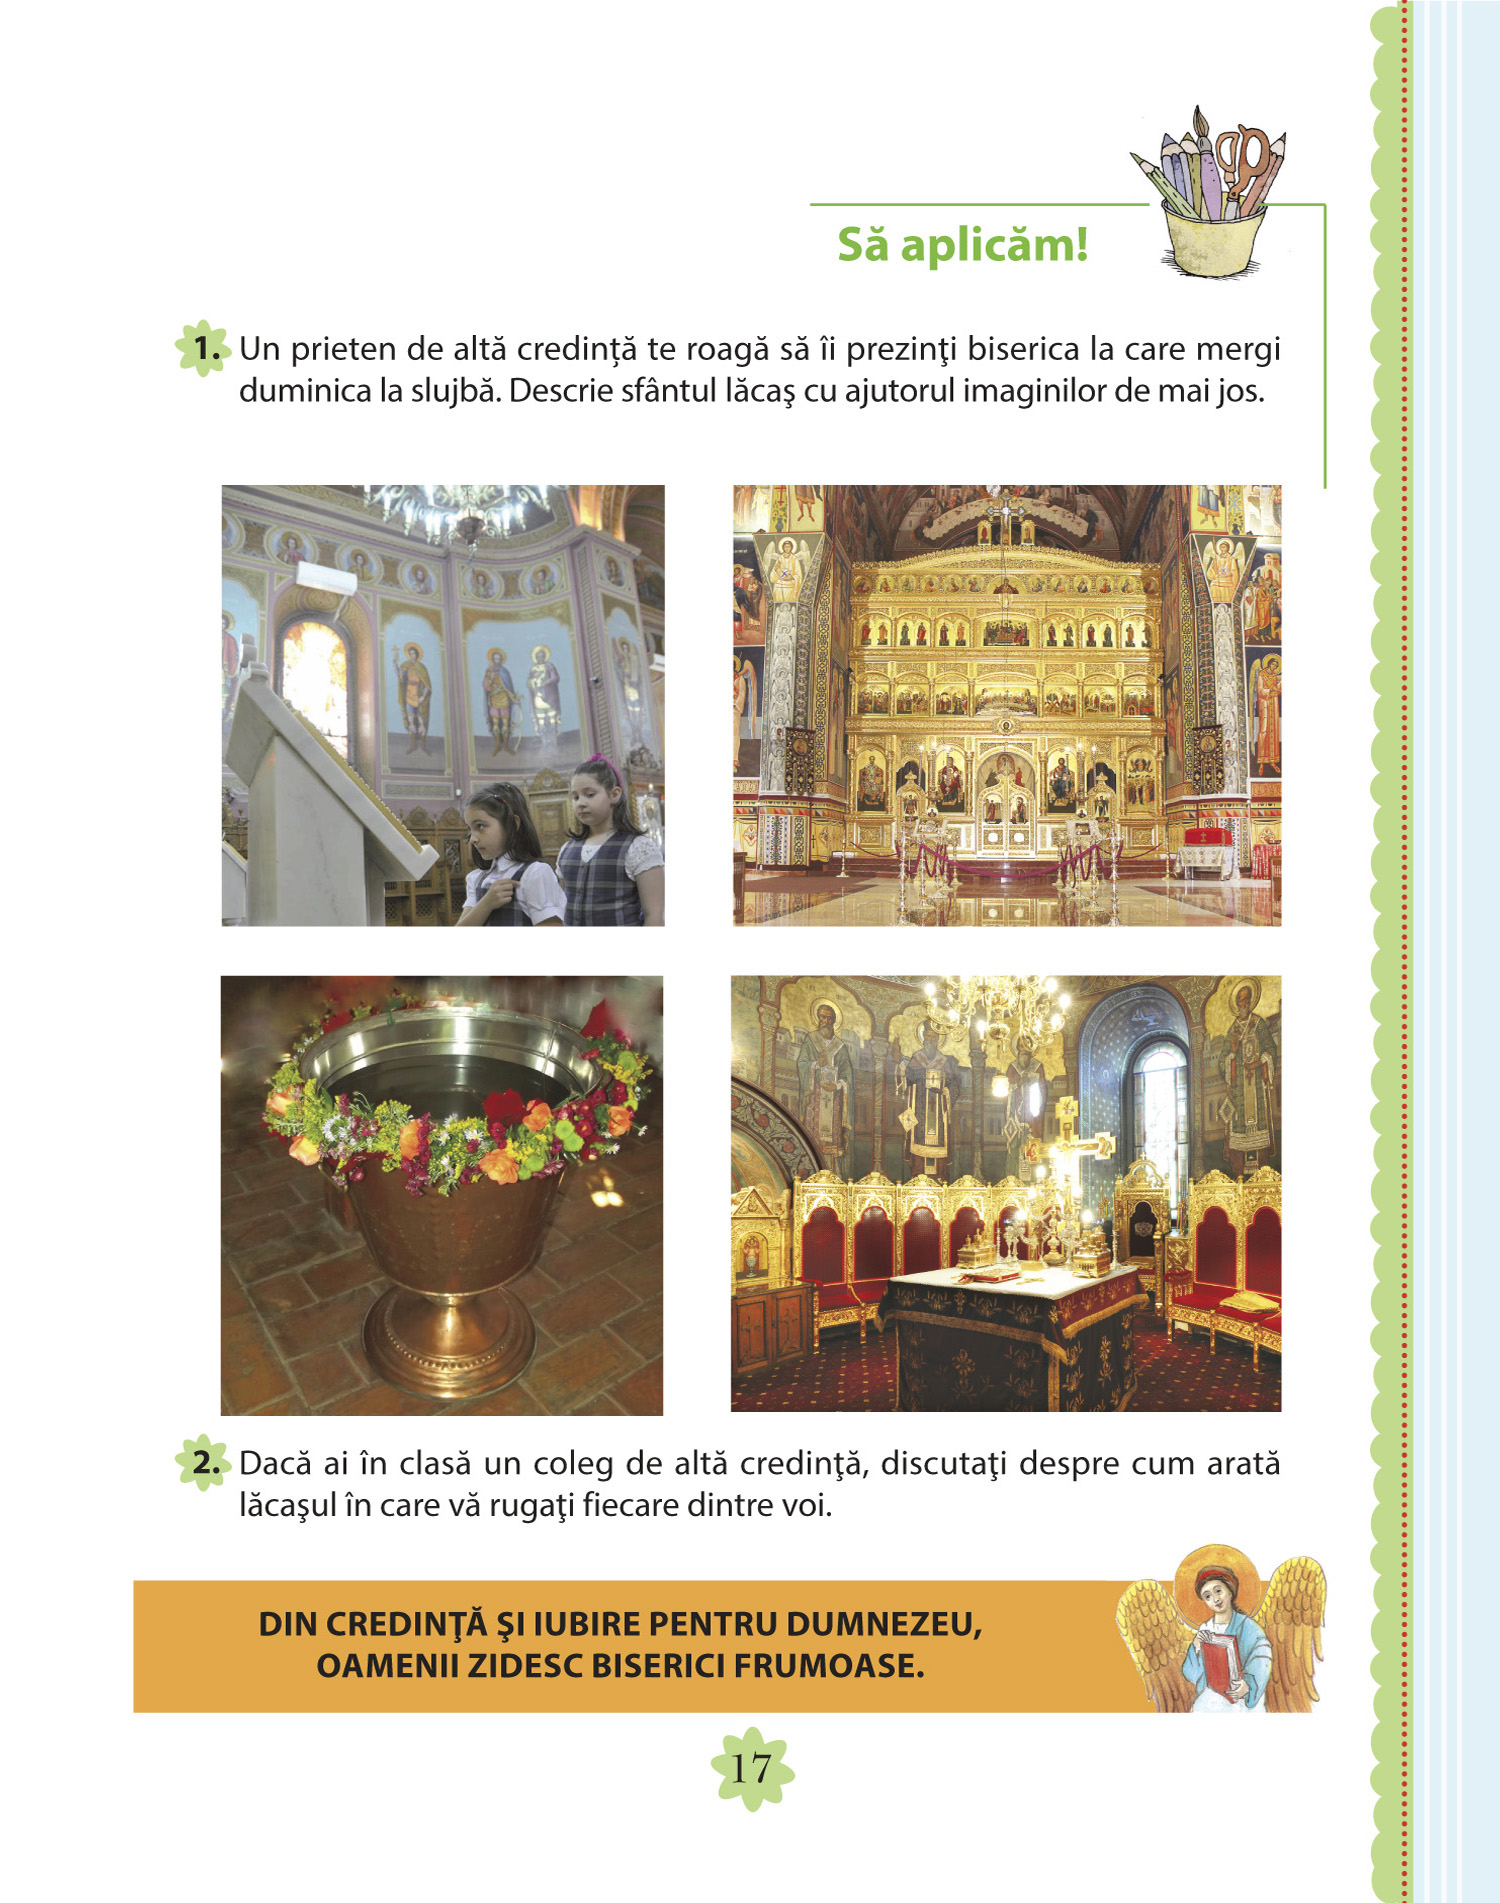 Să aplicăm!
1. Un prieten de altă credință te roagă să îi prezinţi biserica la care mergi
duminica la slujbă. Descrie sfântul lăcaş cu ajutorul imaginilor de mai jos.
2. Dacă ai în clasă un coleg de altă credinţă, discutaţi despre cum arată
lăcaşul în care vă rugaţi fiecare dintre voi.
DIN CREDINŢĂ ŞI IUBIRE PENTRU DUMNEZEU,
OAMENII ZIDESC BISERICI FRUMOASE.
17